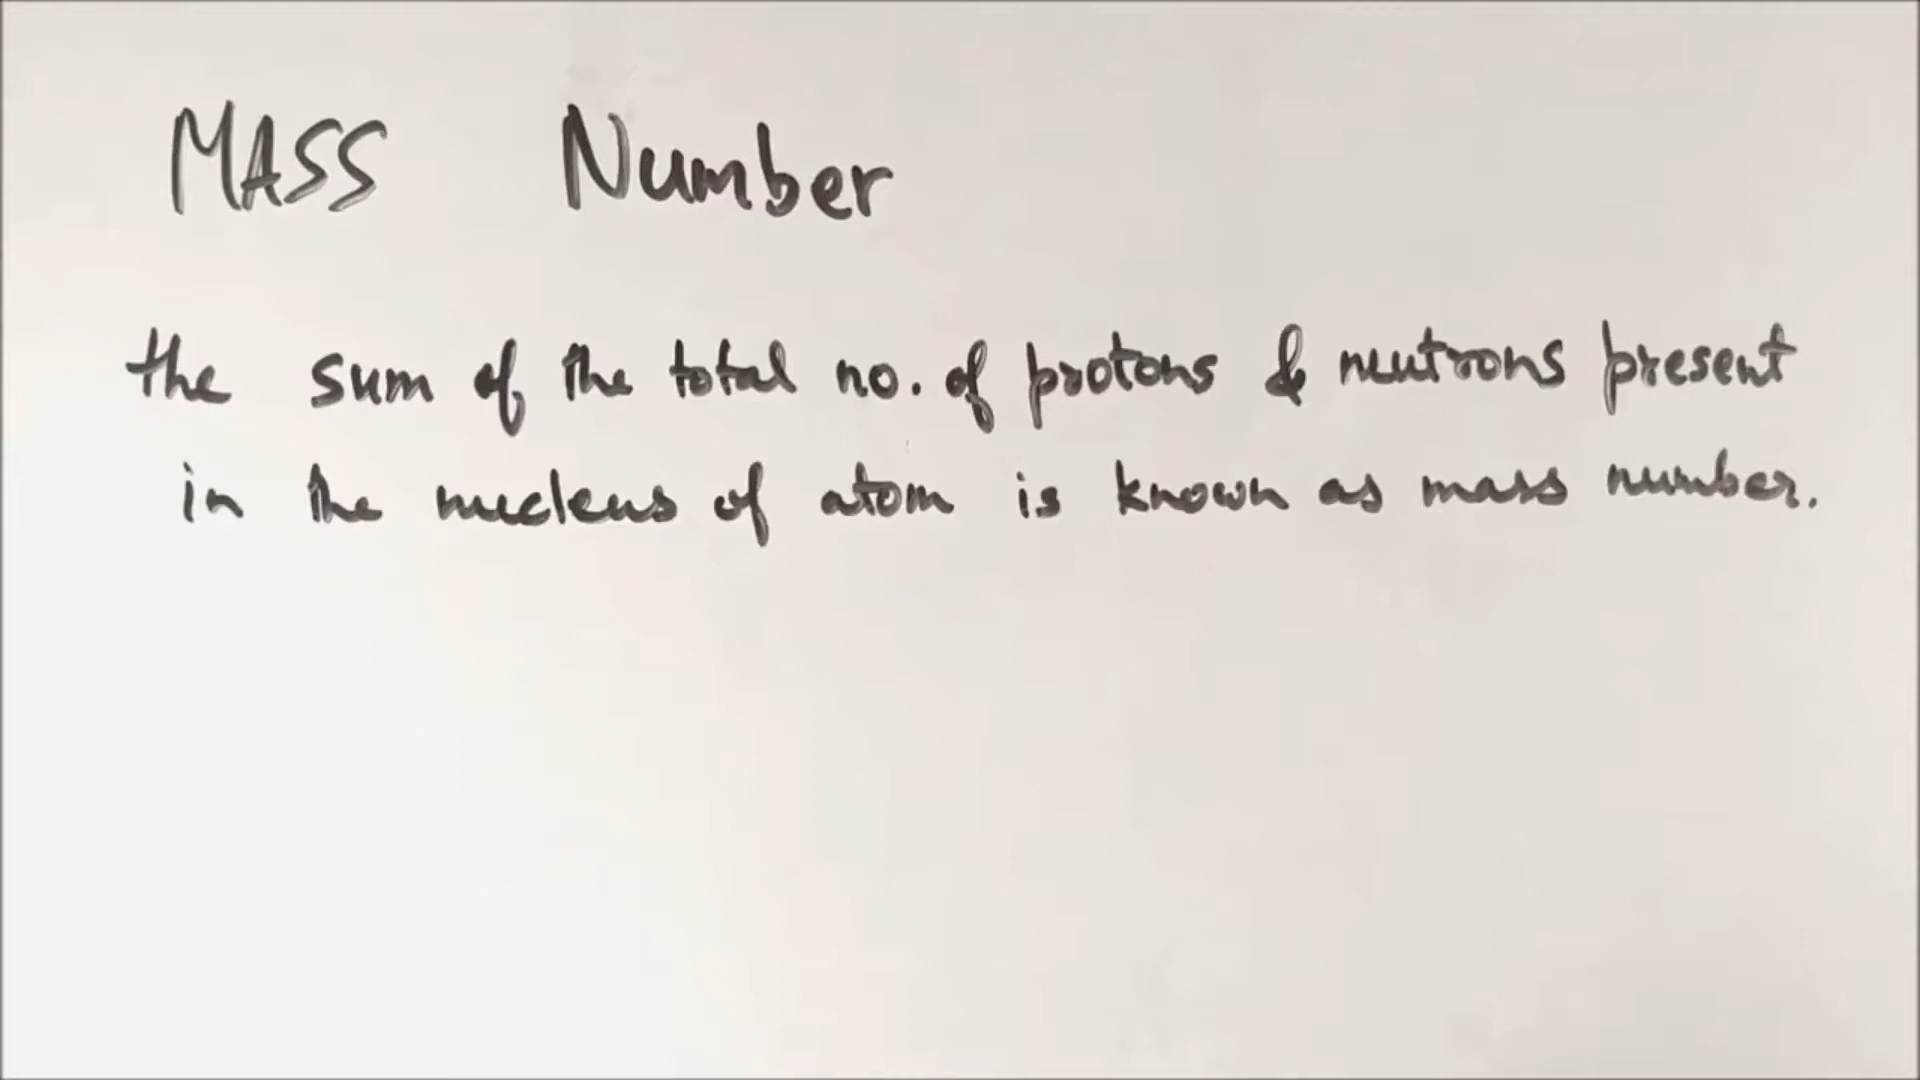 MASS Number
the sum of the total no. of protons & neutrons present
in the nucleus of atom is known as mass number.